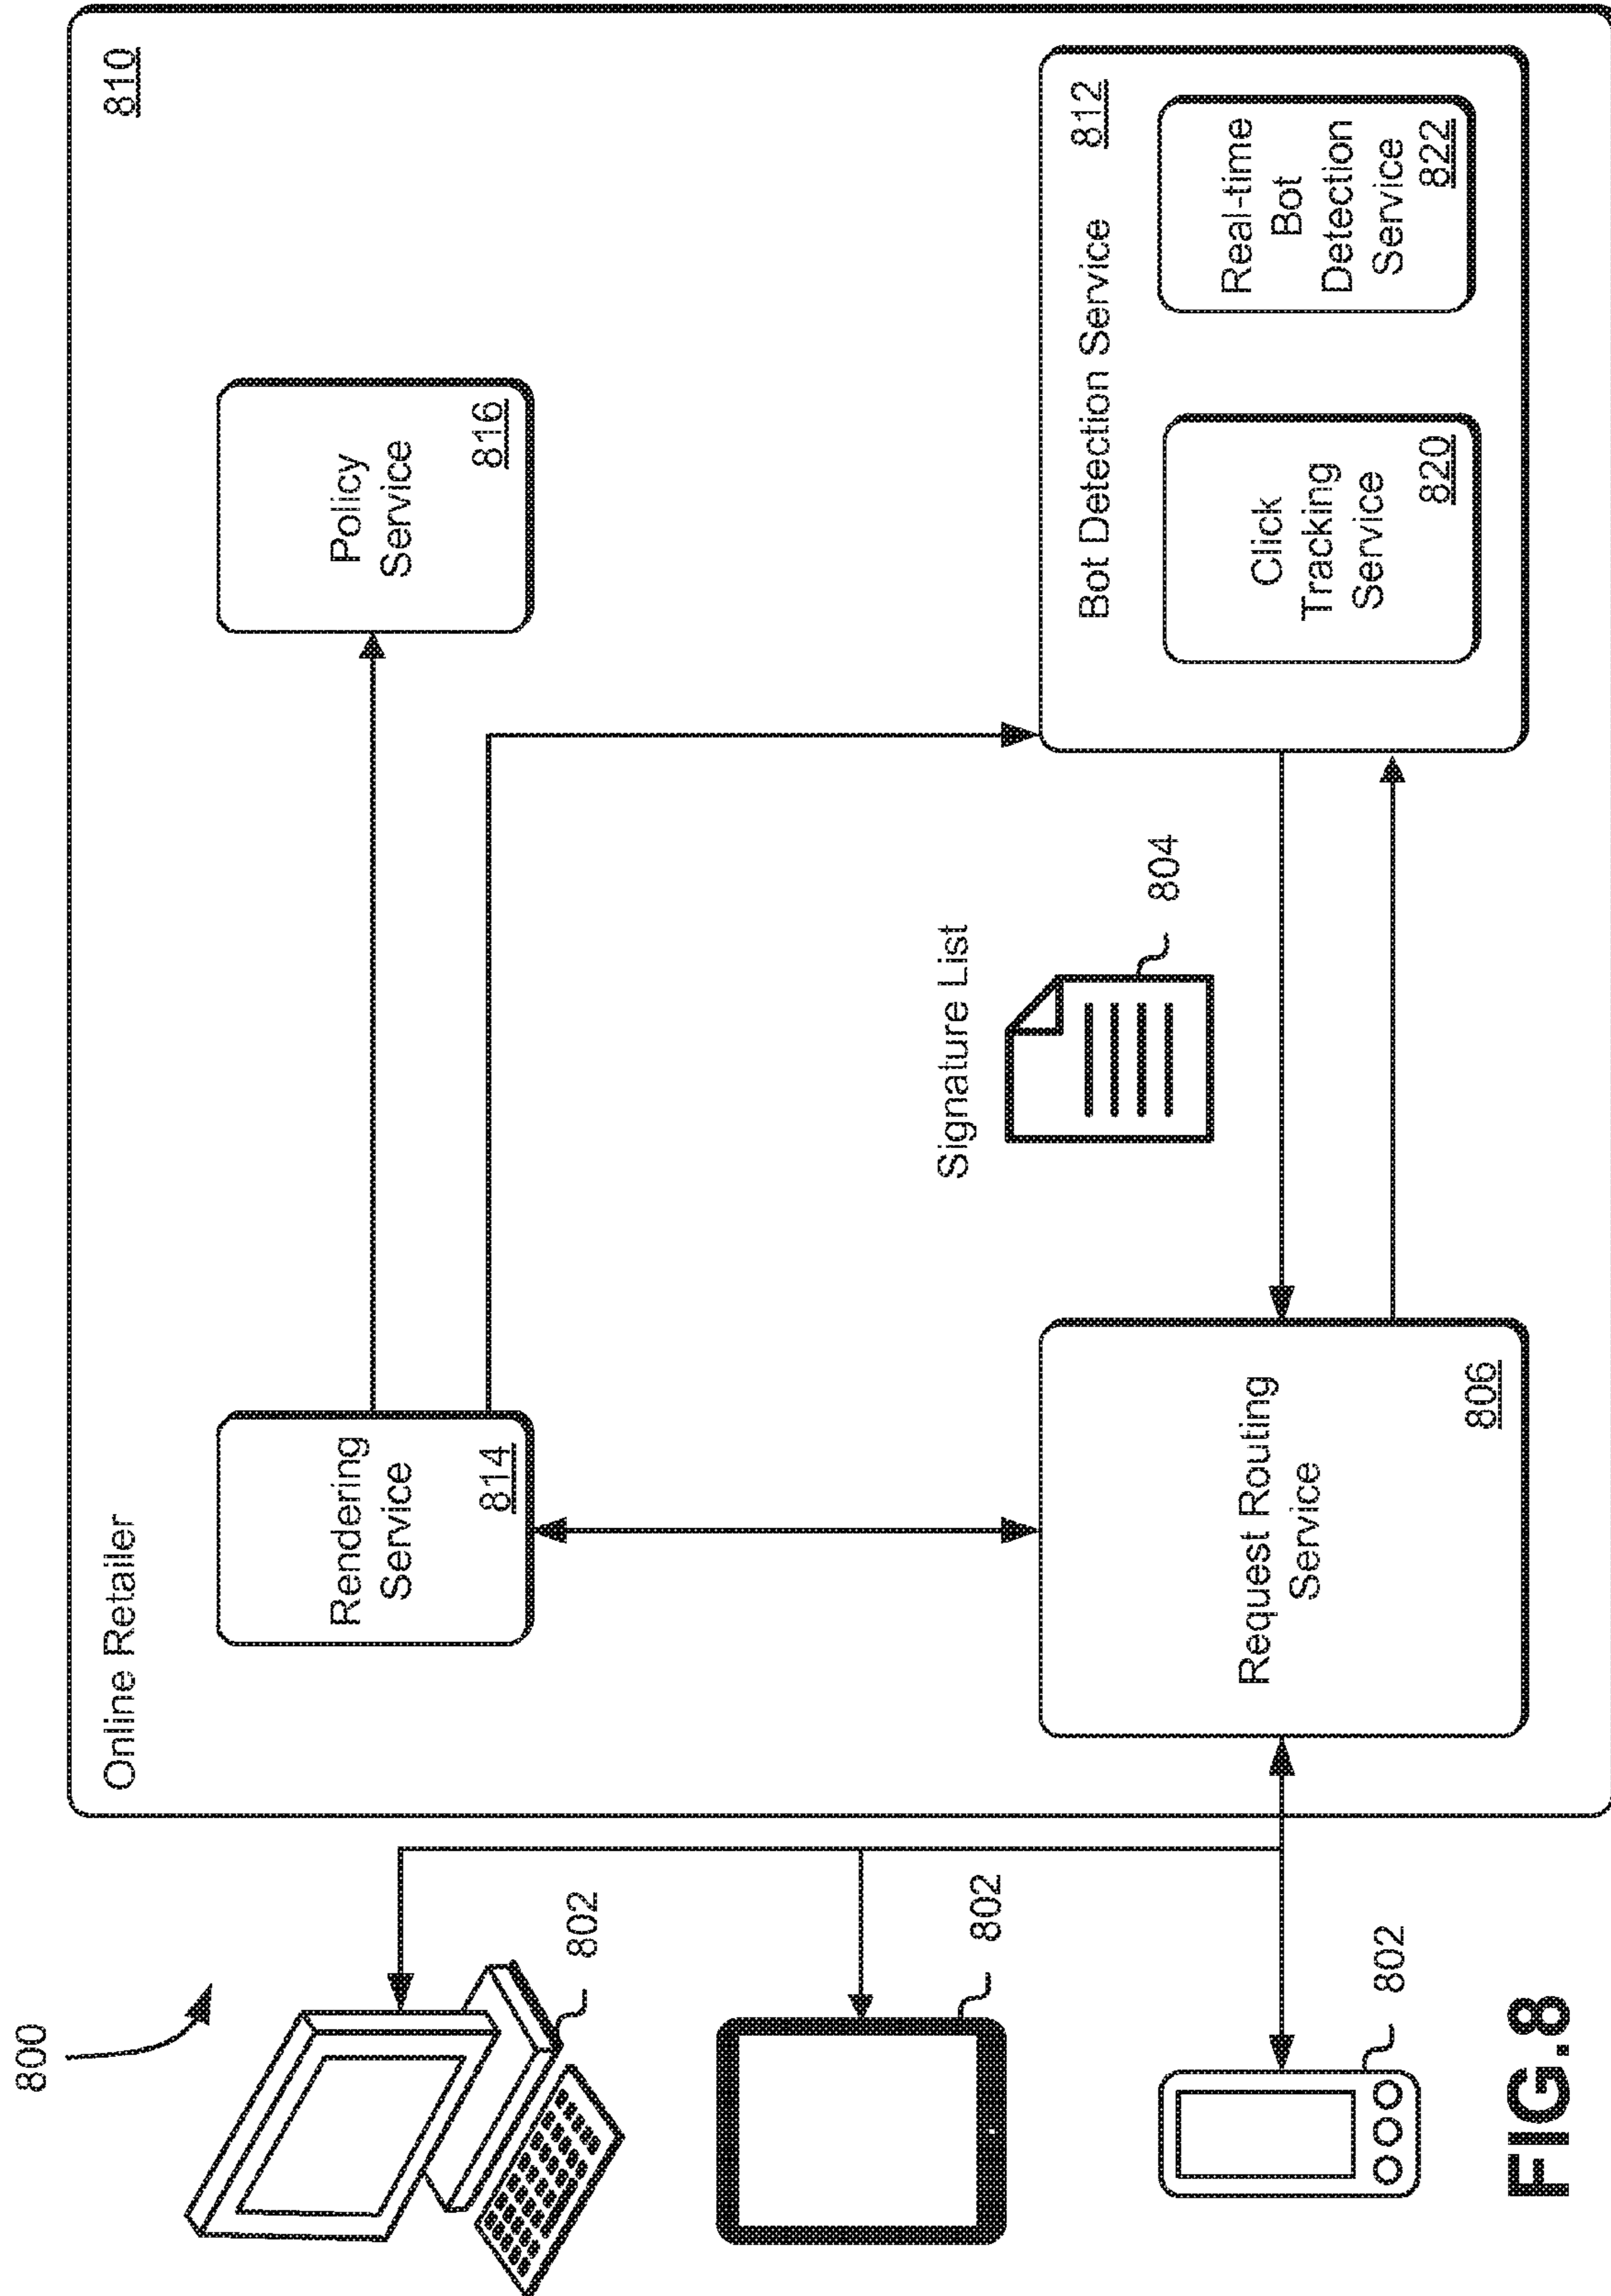 800
Online Retailer
810
Rendering
Service
814
Policy
Service
816
802
802
802
Signature List
804
Request Routing
Service
806
Bot Detection Service
812
Click
Tracking
Service
820
Real-time
Bot
Detection
Service
822
FIG.8